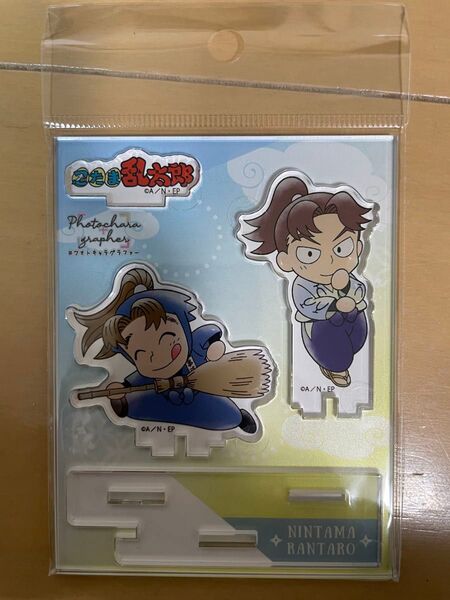 忍たま乱太郎
©A/N・EP
Photochara
grapher
#フォトキャラグラファー
©A/N・EP
©A/N・EP
NINTAMA
RANTARO